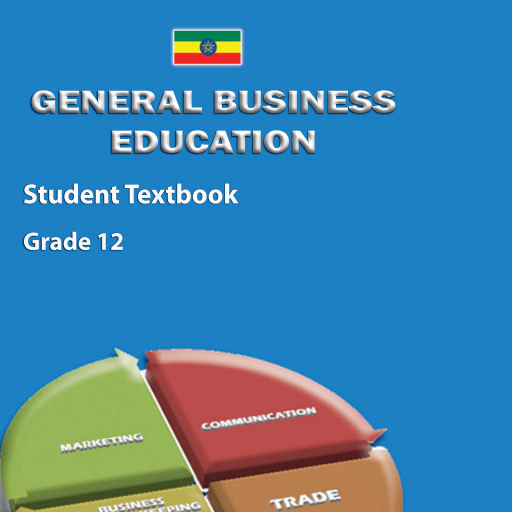 GENERAL BUSINESS
EDUCATION
Student Textbook
Grade 12
COMMUNICATION
MARKETING
BUSINESS
TRADE